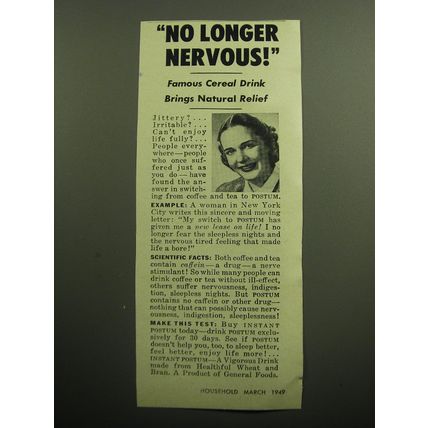 "NO LONGER
NERVOUS!"
Famous Cereal Drink
Brings Natural Relief
Jittery?...
Irritable?...
Can't enjoy
life fully?...
People every-
where—people
who once suf-
fered just as
you do—have
found the an-
swer in switch-
ing from coffee and tea to POSTUM.
EXAMPLE: A woman in New York
City writes this sincere and moving
letter: "My switch to POSTUM has
given me a new lease on life! I no
longer fear the sleepless nights and
the nervous tired feeling that made
life a bore!"
SCIENTIFIC FACTS: Both coffee and tea
contain caffein—a drug—a nerve
stimulant! So while many people can
drink coffee or tea without ill-effect,
others suffer nervousness, indiges-
tion, sleepless nights. But POSTUM
contains no caffein or other drug—
nothing that can possibly cause nerv-
ousness, indigestion, sleeplessness!
MAKE THIS TEST: Buy INSTANT
POSTUM today—drink POSTUM exclu-
sively for 30 days. See if POSTUM
doesn't help you, too, to sleep better,
feel better, enjoy life more!...
INSTANT POSTUM—A Vigorous Drink
made from Healthful Wheat and
Bran. A Product of General Foods.
HOUSEHOLD MARCH 1949